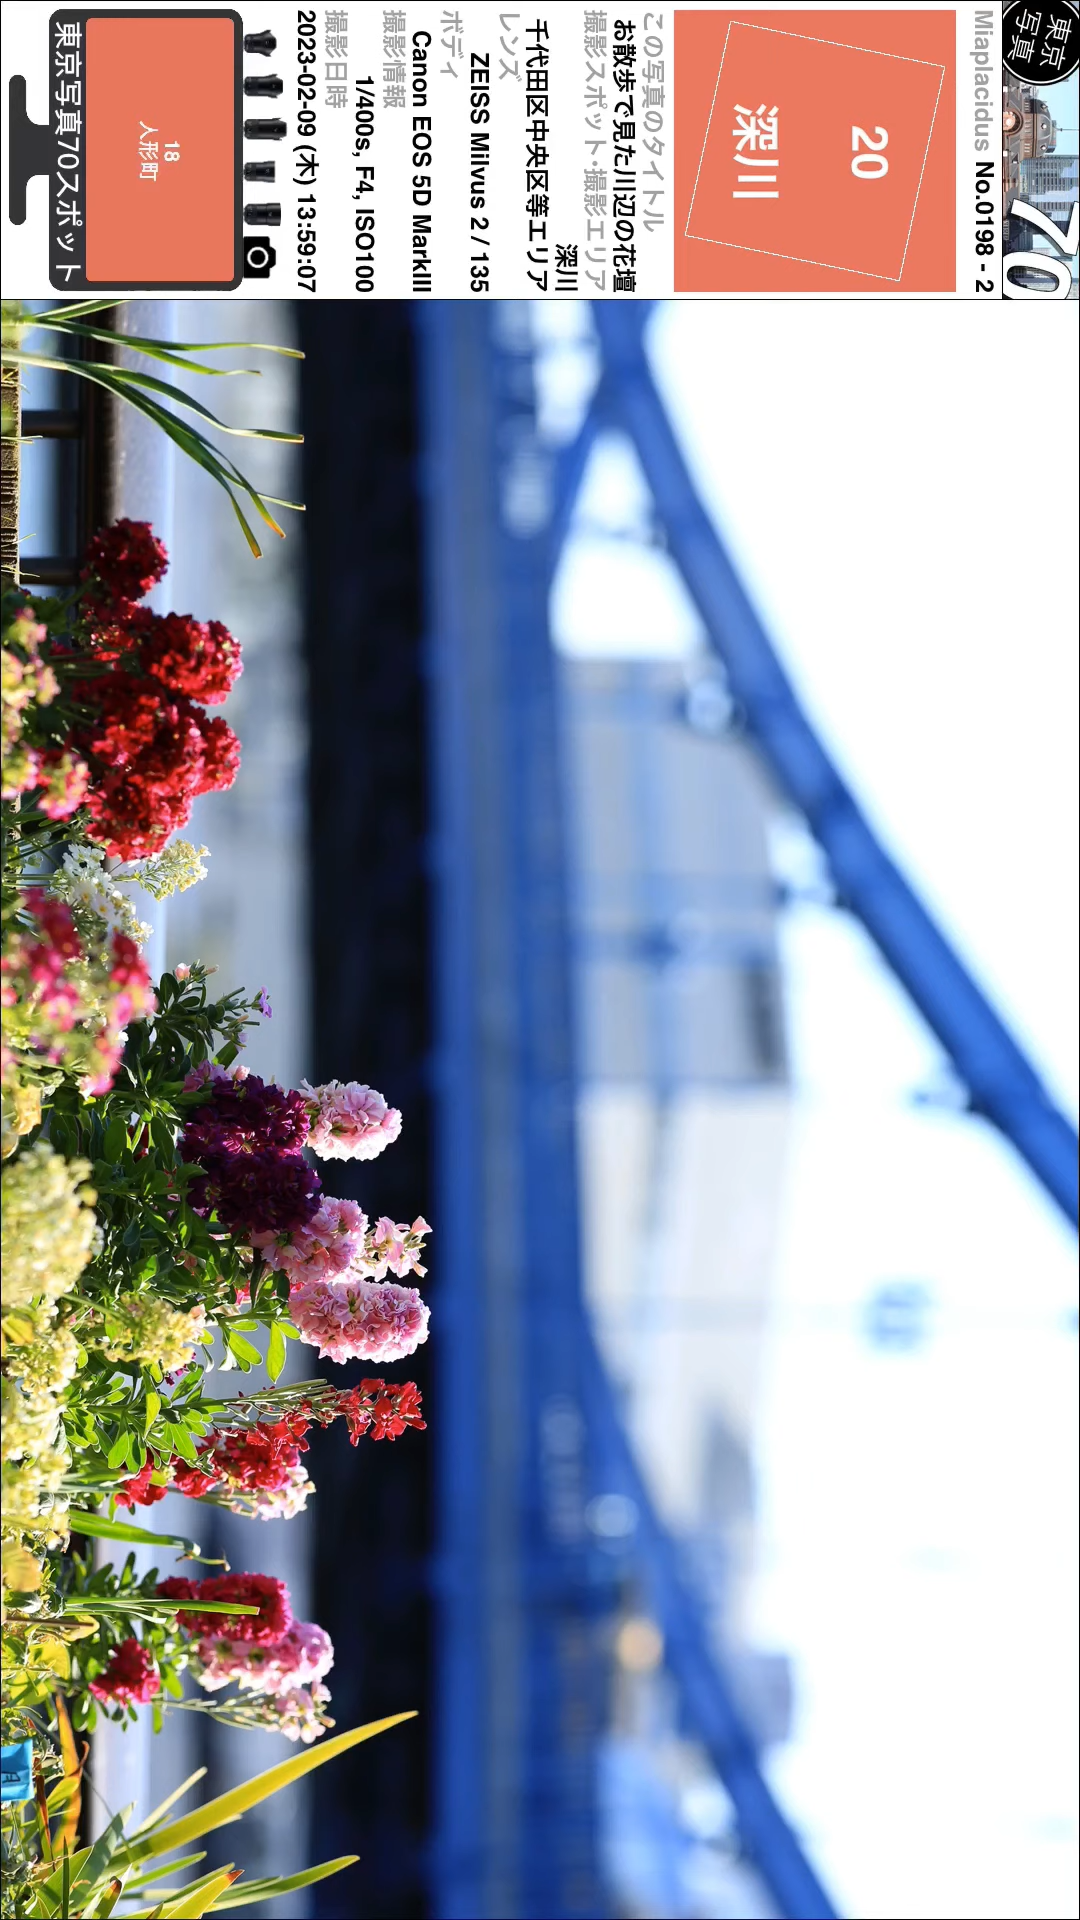 東京
写真
70
Miaplacidus No.0198 - 2
20
深川
この写真のタイトル
お散歩で見た川辺の花壇
撮影スポット・撮影エリア
深川
千代田区中央区等エリア
レンズ
ZEISS Milvus 2 / 135
ボディ
Canon EOS 5D MarkIII
撮影情報
1/400s, F4, ISO100
撮影日時
2023-02-09 (木) 13:59:07
18
人形町
東京写真70スポット